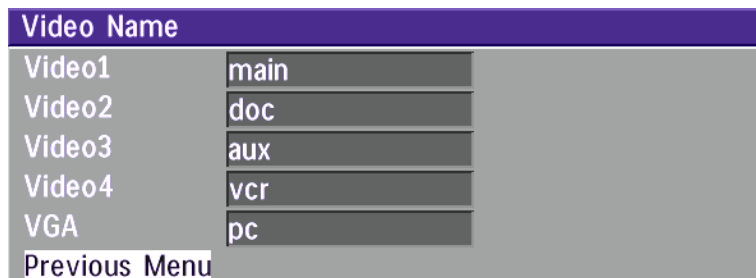 Video Name
Video1 main
Video2 doc
Video3 aux
Video4 vcr
VGA pc
Previous Menu